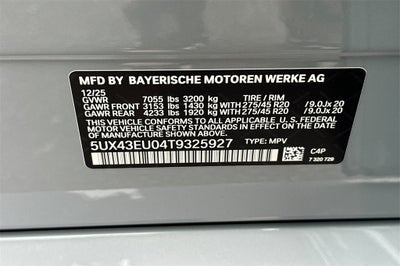 MFD BY BAYERISCHE MOTOREN WERKE AG
12/25
GVWR 7055 lbs 3200 kg TIRE / RIM
GAWR FRONT 3153 lbs 1430 kg WITH 275/45 R20 /9.0Jx 20
GAWR REAR 4233 lbs 1920 kg WITH 275/45 R20 /9.0Jx 20
THIS VEHICLE CONFORMS TO ALL APPLICABLE U.S. FEDERAL
MOTOR VEHICLE SAFETY STANDARDS IN EFFECT ON THE DATE OF
MANUFACTURE SHOWN ABOVE.
5UX43EU04T9325927 TYPE: MPV
C4P
7 320 729